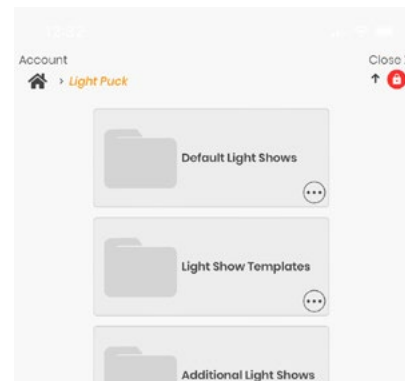 Account
Close
> Light Puck
Default Light Shows
Light Show Templates
Additional Light Shows